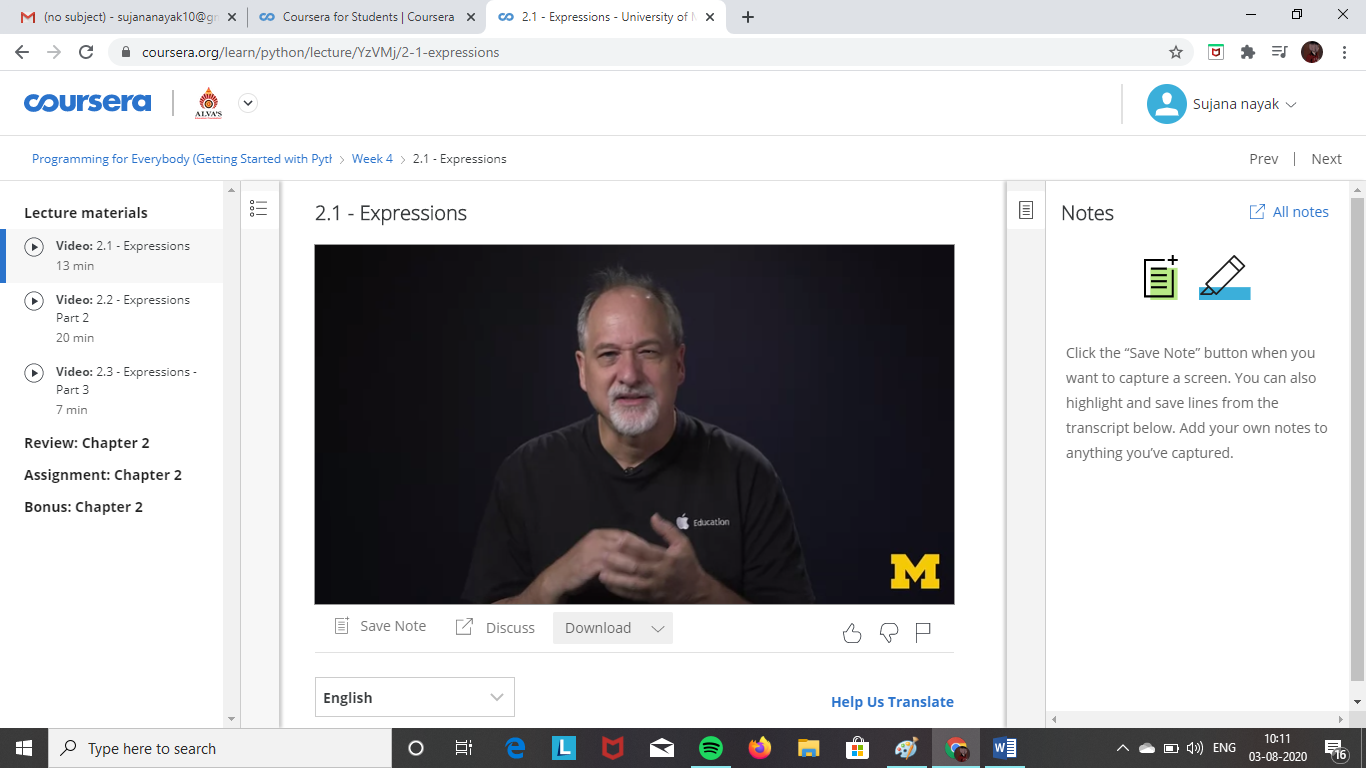 (no subject) - sujananayak10@gm
Coursera for Students | Coursera
2.1 - Expressions - University of M
coursera.org/learn/python/lecture/YzVMj/2-1-expressions
coursera
ALVA'S
Sujana nayak
Programming for Everybody (Getting Started with Pyth
Week 4
2.1 - Expressions
Prev | Next
Lecture materials
Video: 2.1 - Expressions
13 min
Video: 2.2 - Expressions
Part 2
20 min
Video: 2.3 - Expressions -
Part 3
7 min
Review: Chapter 2
Assignment: Chapter 2
Bonus: Chapter 2
2.1 - Expressions
Education
M
Save Note
Discuss
Download
English
Help Us Translate
Notes
All notes
Click the “Save Note” button when you
want to capture a screen. You can also
highlight and save lines from the
transcript below. Add your own notes to
anything you’ve captured.
Type here to search
L
W
ENG
10:11
03-08-2020
16